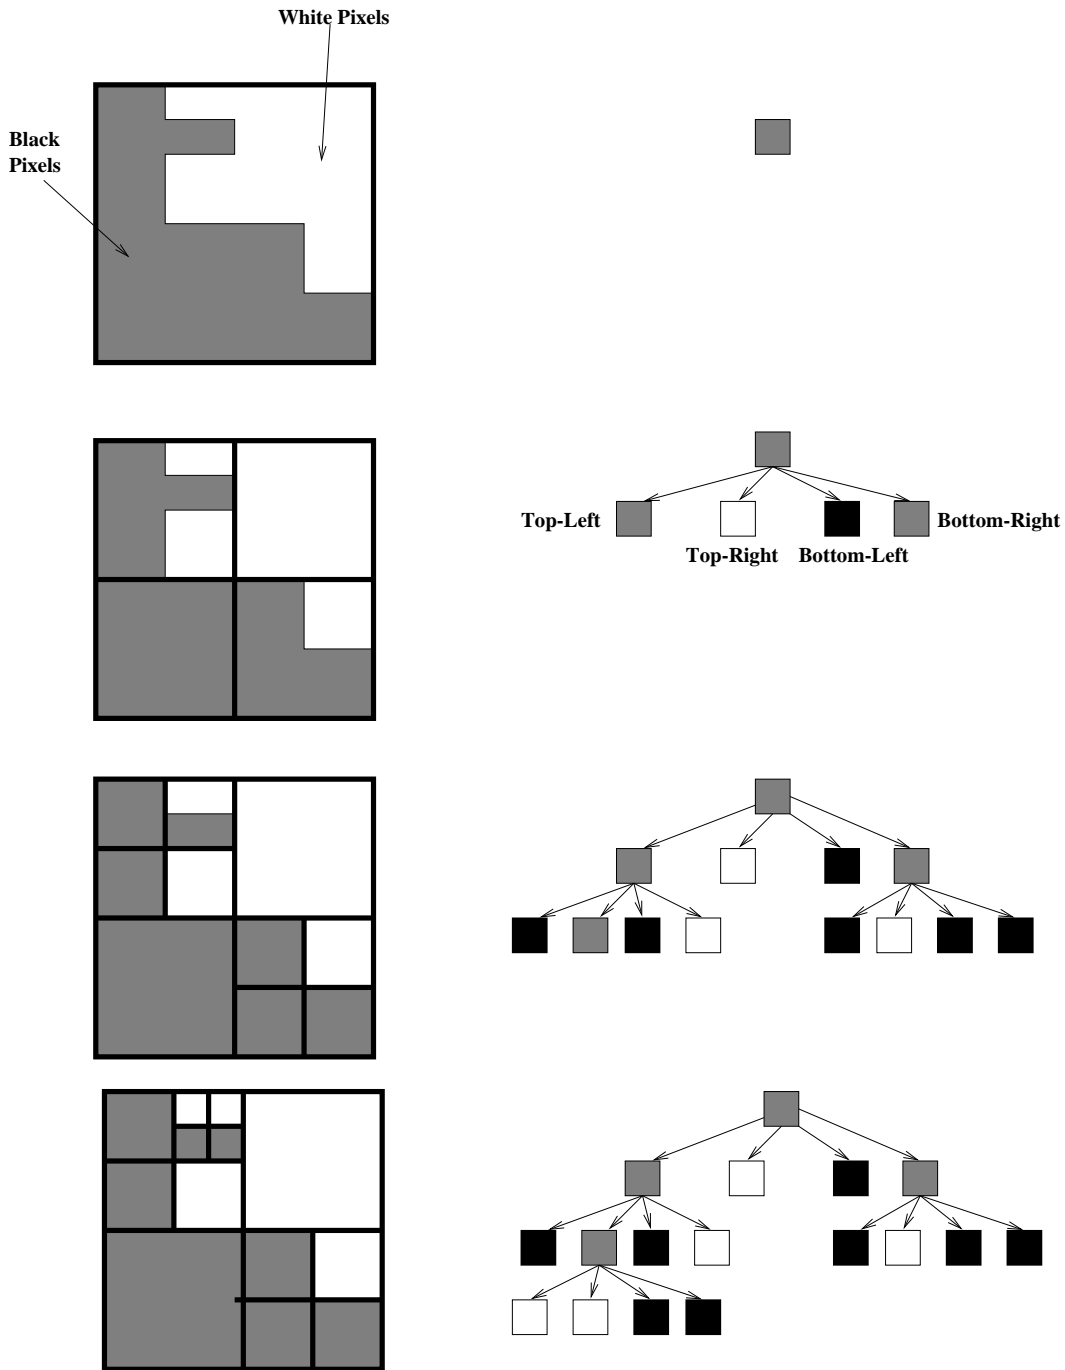 White Pixels
Black
Pixels
Top-Left
Bottom-Right
Top-Right
Bottom-Left